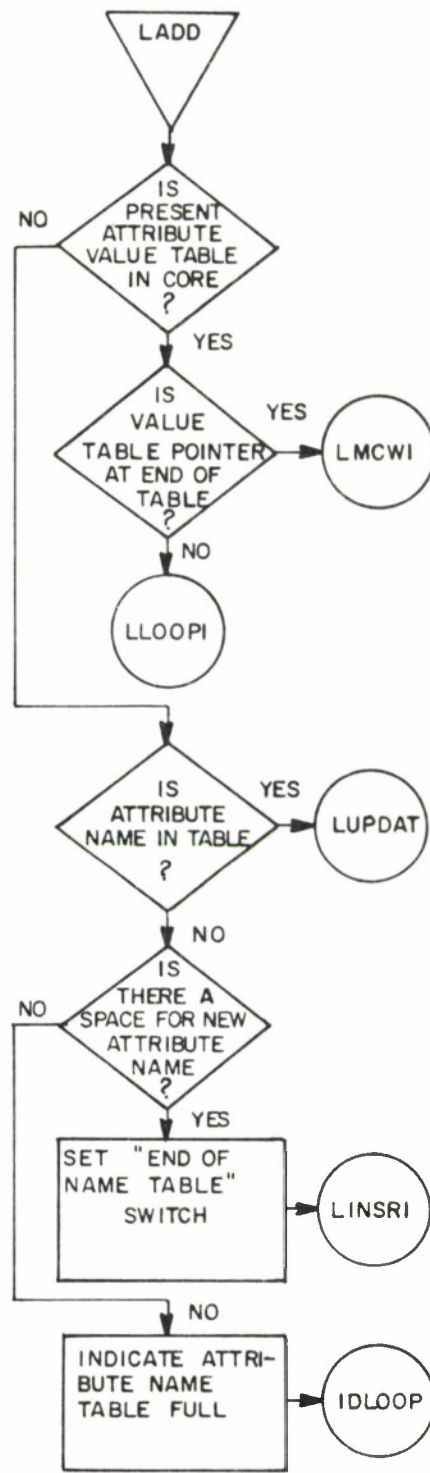 LADD
IS
PRESENT
ATTRIBUTE
VALUE TABLE
IN CORE
?
NO
YES
IS
VALUE
TABLE POINTER
AT END OF
TABLE
?
YES
LMCWI
NO
LLOOPI
IS
ATTRIBUTE
NAME IN TABLE
?
YES
LUPDAT
NO
IS
THERE A
SPACE FOR NEW
ATTRIBUTE
NAME
?
NO
YES
SET "END OF
NAME TABLE"
SWITCH
LINSRI
NO
INDICATE ATTRI-
BUTE NAME
TABLE FULL
IDLOOP